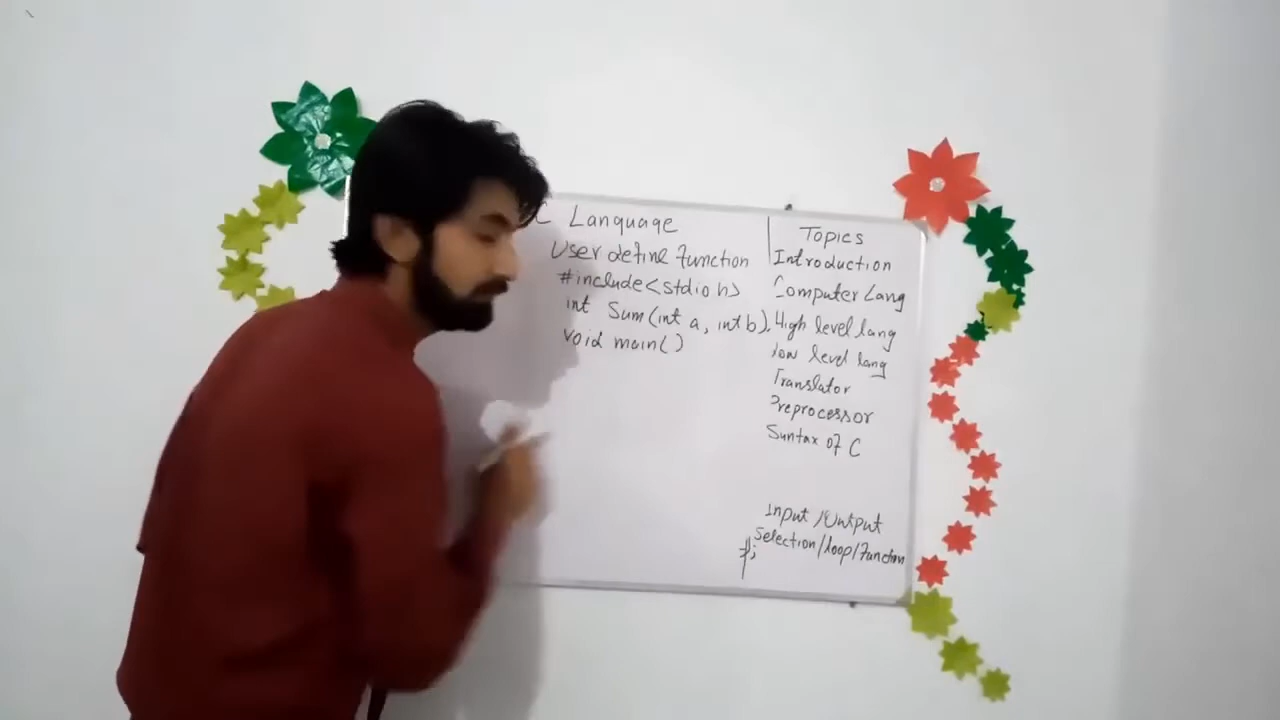 C Language
User define Function
#include<stdio h>
int Sum(int a, int b),
void main()
Topics
Introduction
Computer Lang
High level lang
low level lang
Translator
Preprocessor
Suntax of C
Input /Output
Selection/loop/Function